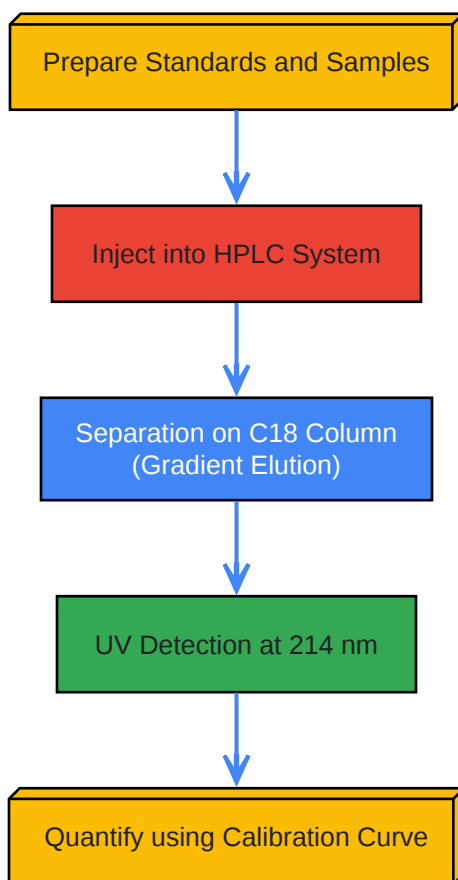 Prepare Standards and Samples
Inject into HPLC System
Separation on C18 Column
(Gradient Elution)
UV Detection at 214 nm
Quantify using Calibration Curve